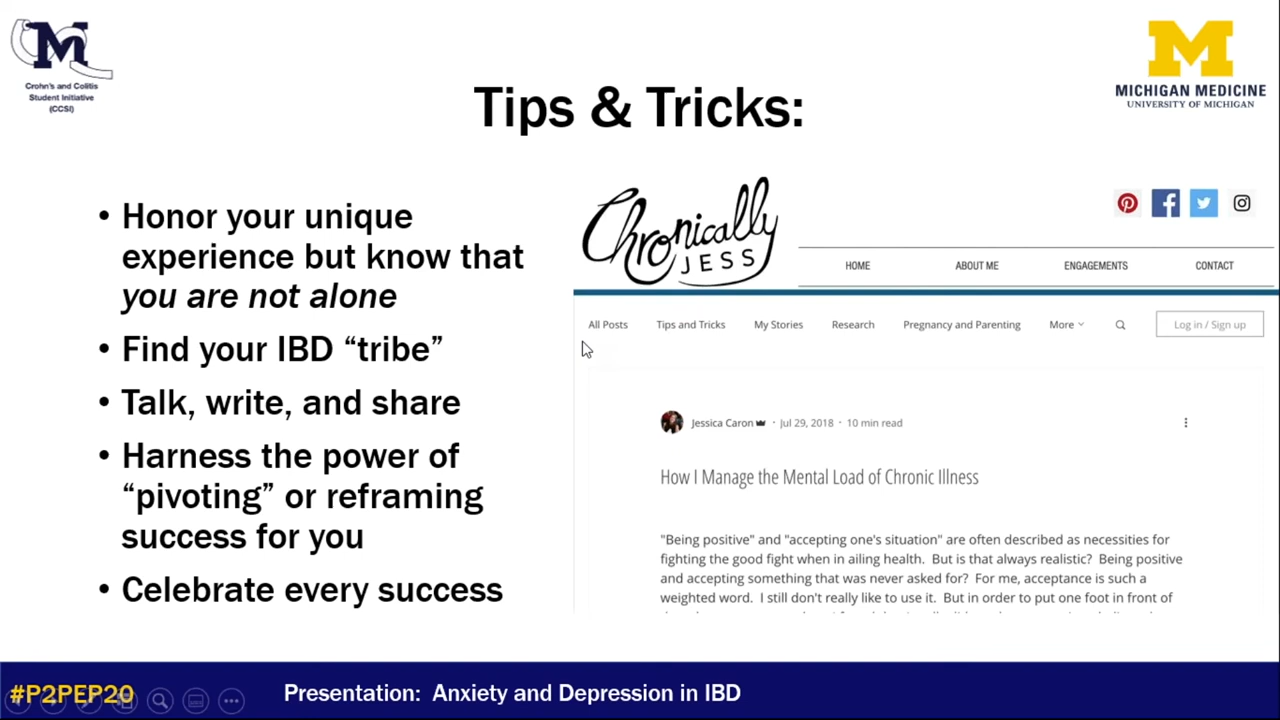 M
Crohn's and Colitis
Student Initiative
(CCSI)
M
MICHIGAN MEDICINE
UNIVERSITY OF MICHIGAN
Tips & Tricks:
• Honor your unique
experience but know that
you are not alone
• Find your IBD “tribe”
• Talk, write, and share
• Harness the power of
“pivoting” or reframing
success for you
• Celebrate every success
Chronically
JESS
HOME ABOUT ME ENGAGEMENTS CONTACT
All Posts Tips and Tricks My Stories Research Pregnancy and Parenting More Log in / Sign up
Jessica Caron · Jul 29, 2018 · 10 min read
How I Manage the Mental Load of Chronic Illness
"Being positive" and "accepting one's situation" are often described as necessities for
fighting the good fight when in ailing health. But is that always realistic? Being positive
and accepting something that was never asked for? For me, acceptance is such a
weighted word. I still don't really like to use it. But in order to put one foot in front of
#P2PEP20
Presentation: Anxiety and Depression in IBD